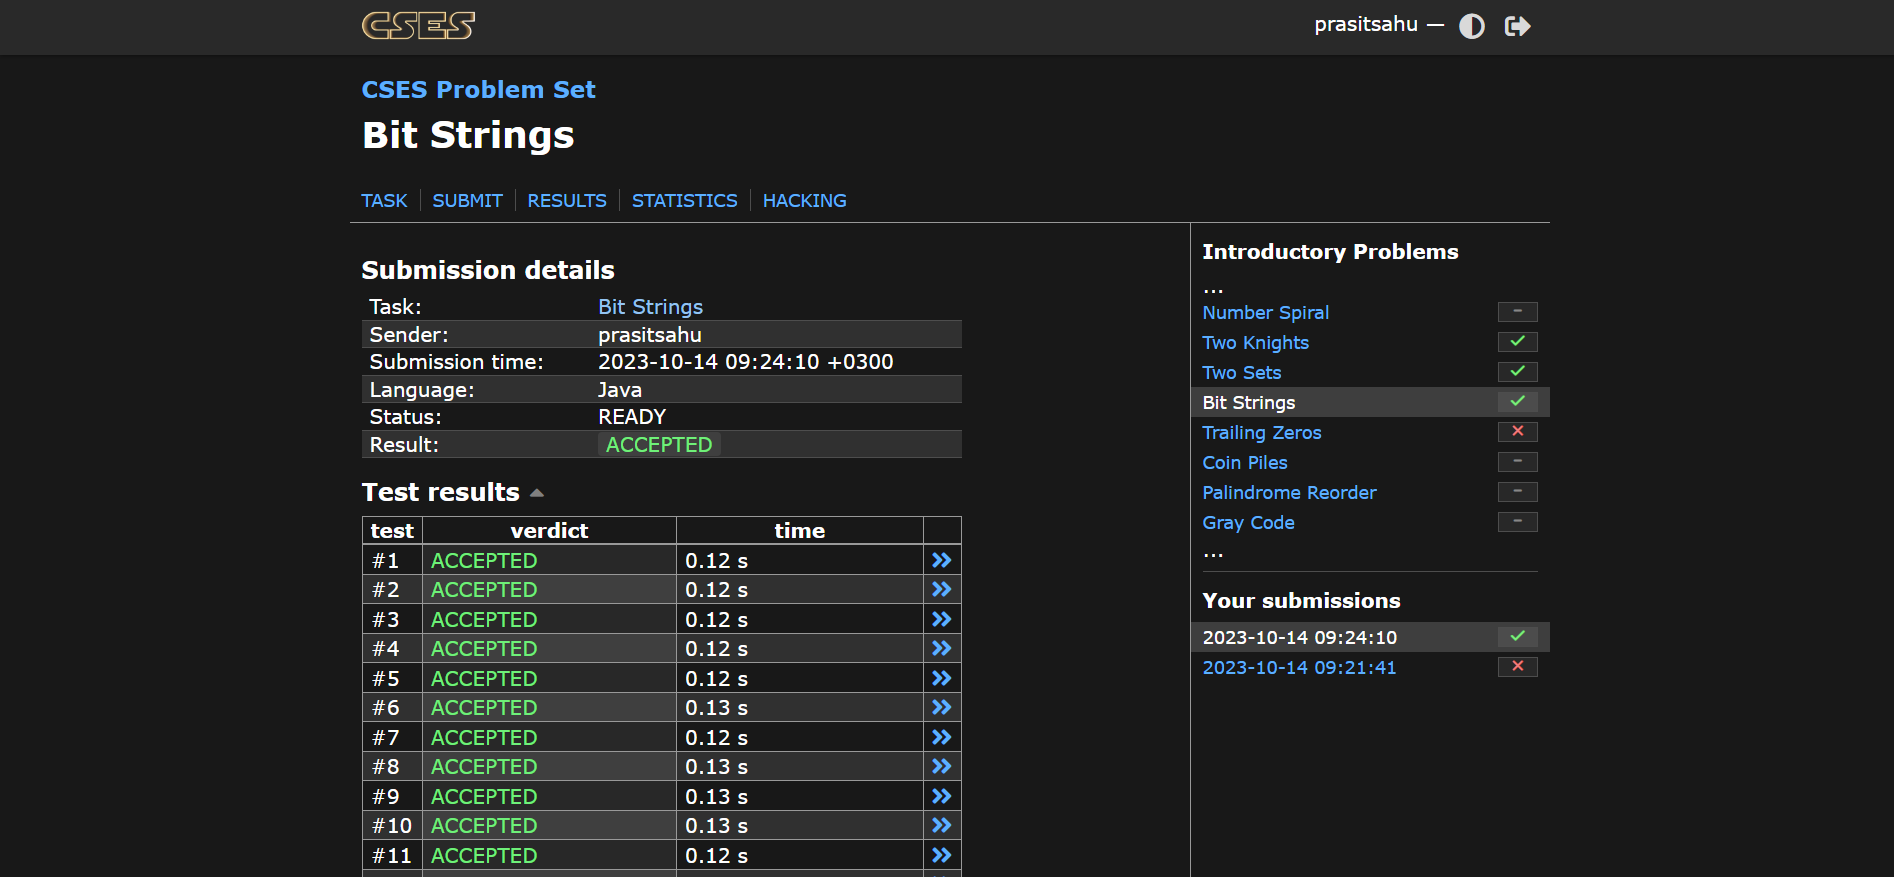 CSES
prasitsahu —
CSES Problem Set
Bit Strings
TASK SUBMIT RESULTS STATISTICS HACKING
Submission details
Task: Bit Strings
Sender: prasitsahu
Submission time: 2023-10-14 09:24:10 +0300
Language: Java
Status: READY
Result: ACCEPTED
Test results
test verdict time
#1 ACCEPTED 0.12 s
#2 ACCEPTED 0.12 s
#3 ACCEPTED 0.12 s
#4 ACCEPTED 0.12 s
#5 ACCEPTED 0.12 s
#6 ACCEPTED 0.13 s
#7 ACCEPTED 0.12 s
#8 ACCEPTED 0.13 s
#9 ACCEPTED 0.13 s
#10 ACCEPTED 0.13 s
#11 ACCEPTED 0.12 s
Introductory Problems
...
Number Spiral –
Two Knights
Two Sets
Bit Strings
Trailing Zeros
Coin Piles –
Palindrome Reorder –
Gray Code –
...
Your submissions
2023-10-14 09:24:10
2023-10-14 09:21:41